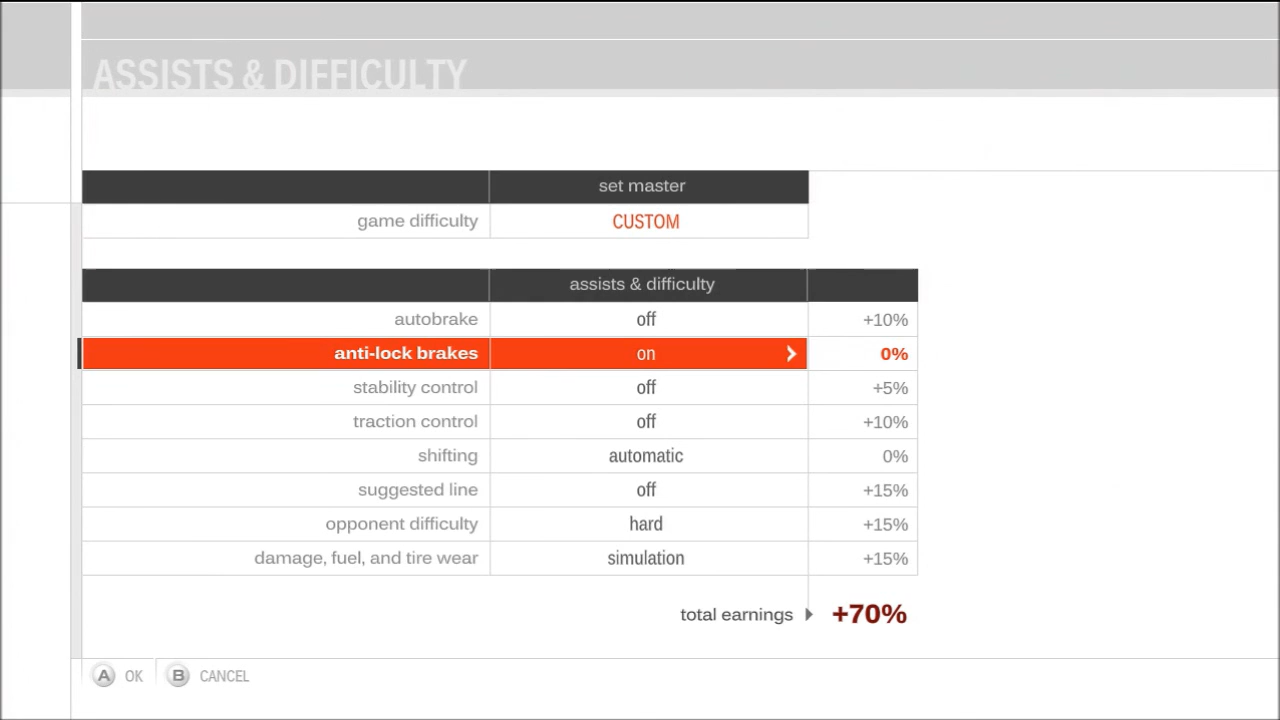 ASSISTS & DIFFICULTY
set master
game difficulty CUSTOM
assists & difficulty
autobrake off +10%
anti-lock brakes on 0%
stability control off +5%
traction control off +10%
shifting automatic 0%
suggested line off +15%
opponent difficulty hard +15%
damage, fuel, and tire wear simulation +15%
total earnings +70%
A OK B CANCEL